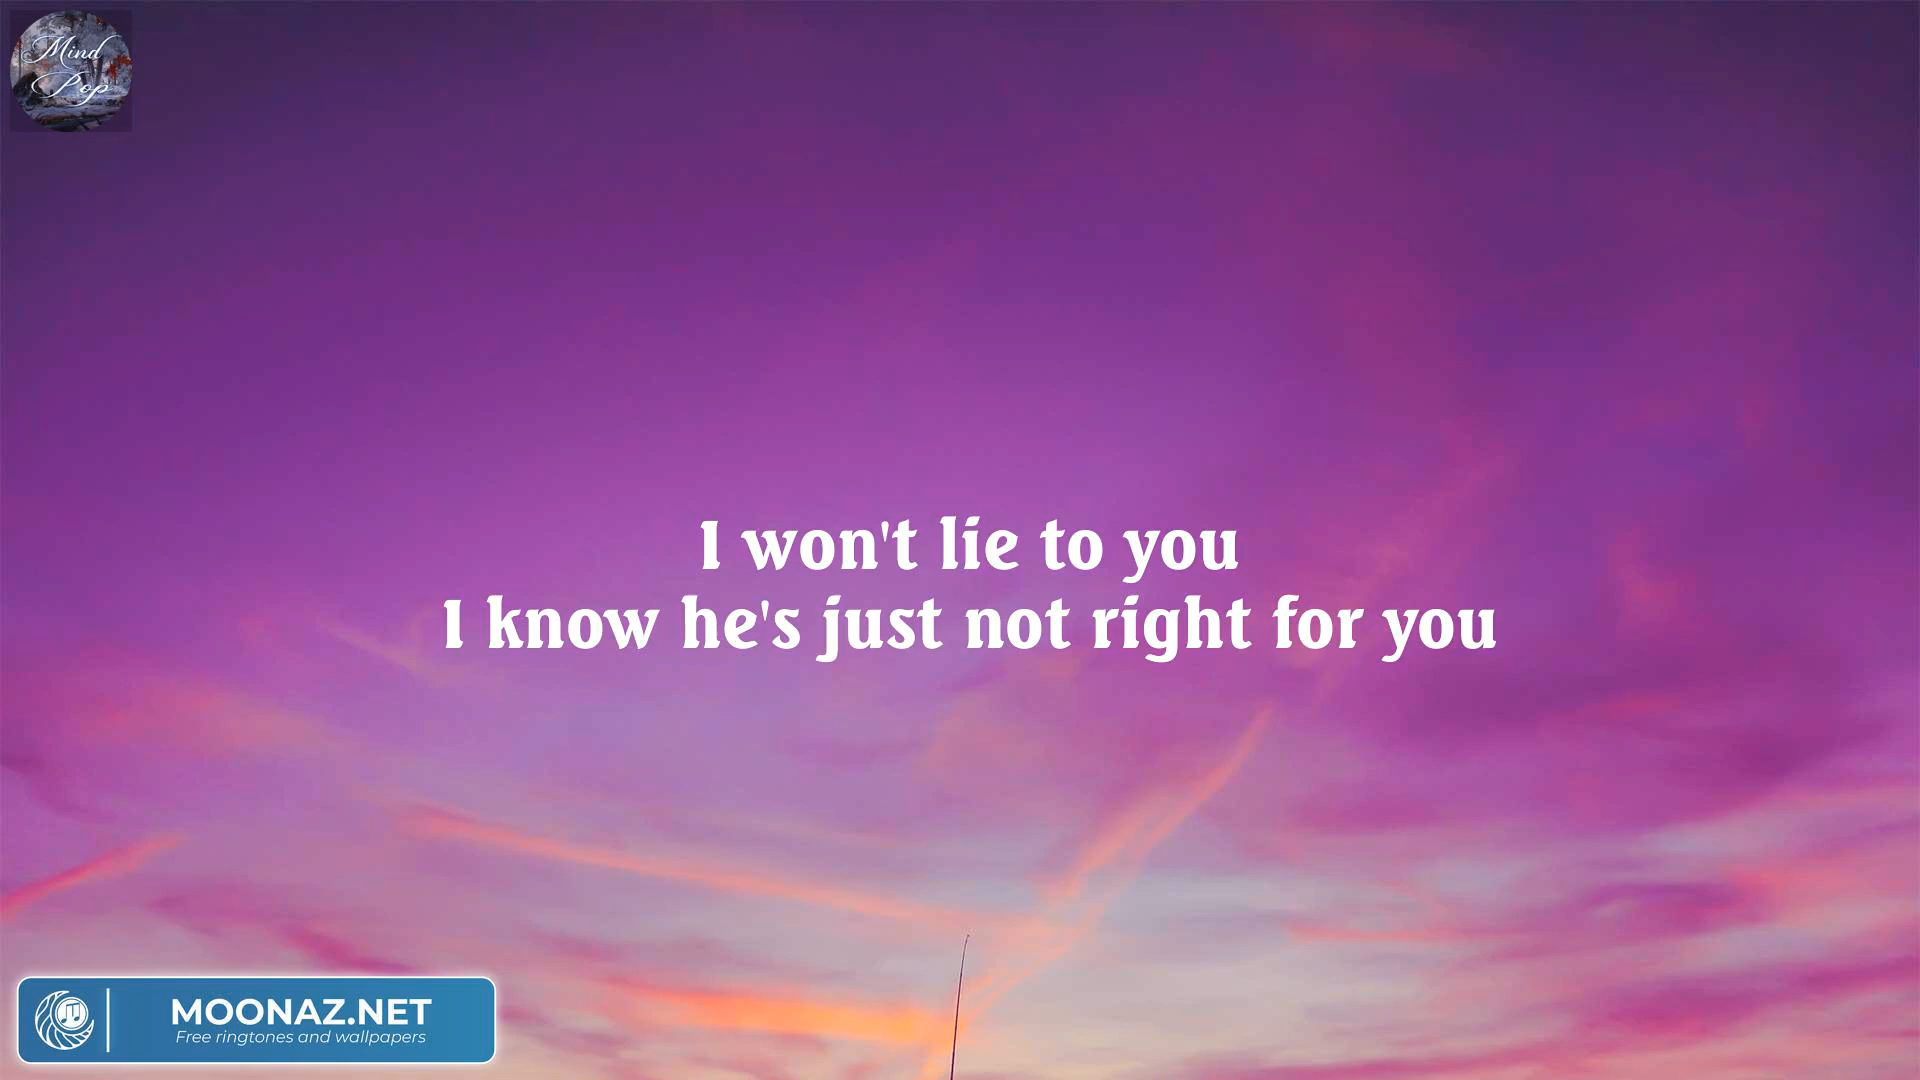 Mind
Pop
I won't lie to you
I know he's just not right for you
MOONAZ.NET
Free ringtones and wallpapers